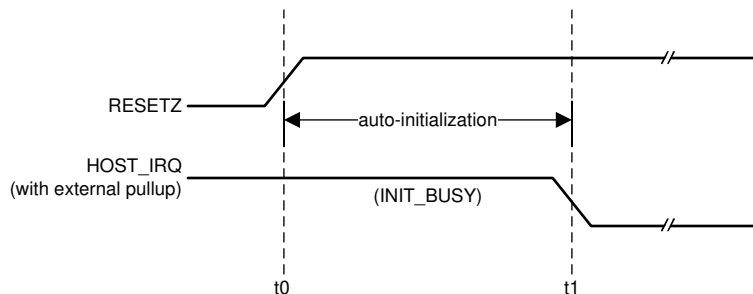 RESETZ
auto-initialization
HOST_IRQ
(with external pullup)
(INIT_BUSY)
t0
t1